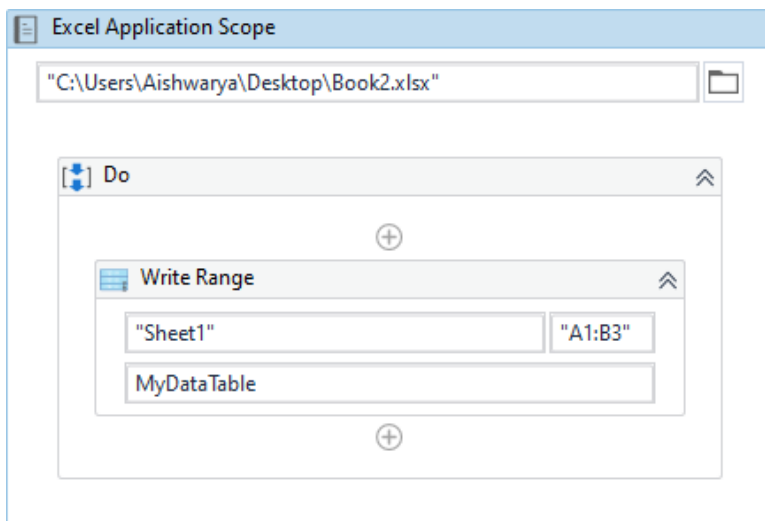 Excel Application Scope
"C:\Users\Aishwarya\Desktop\Book2.xlsx"
Do
Write Range
"Sheet1" "A1:B3"
MyDataTable